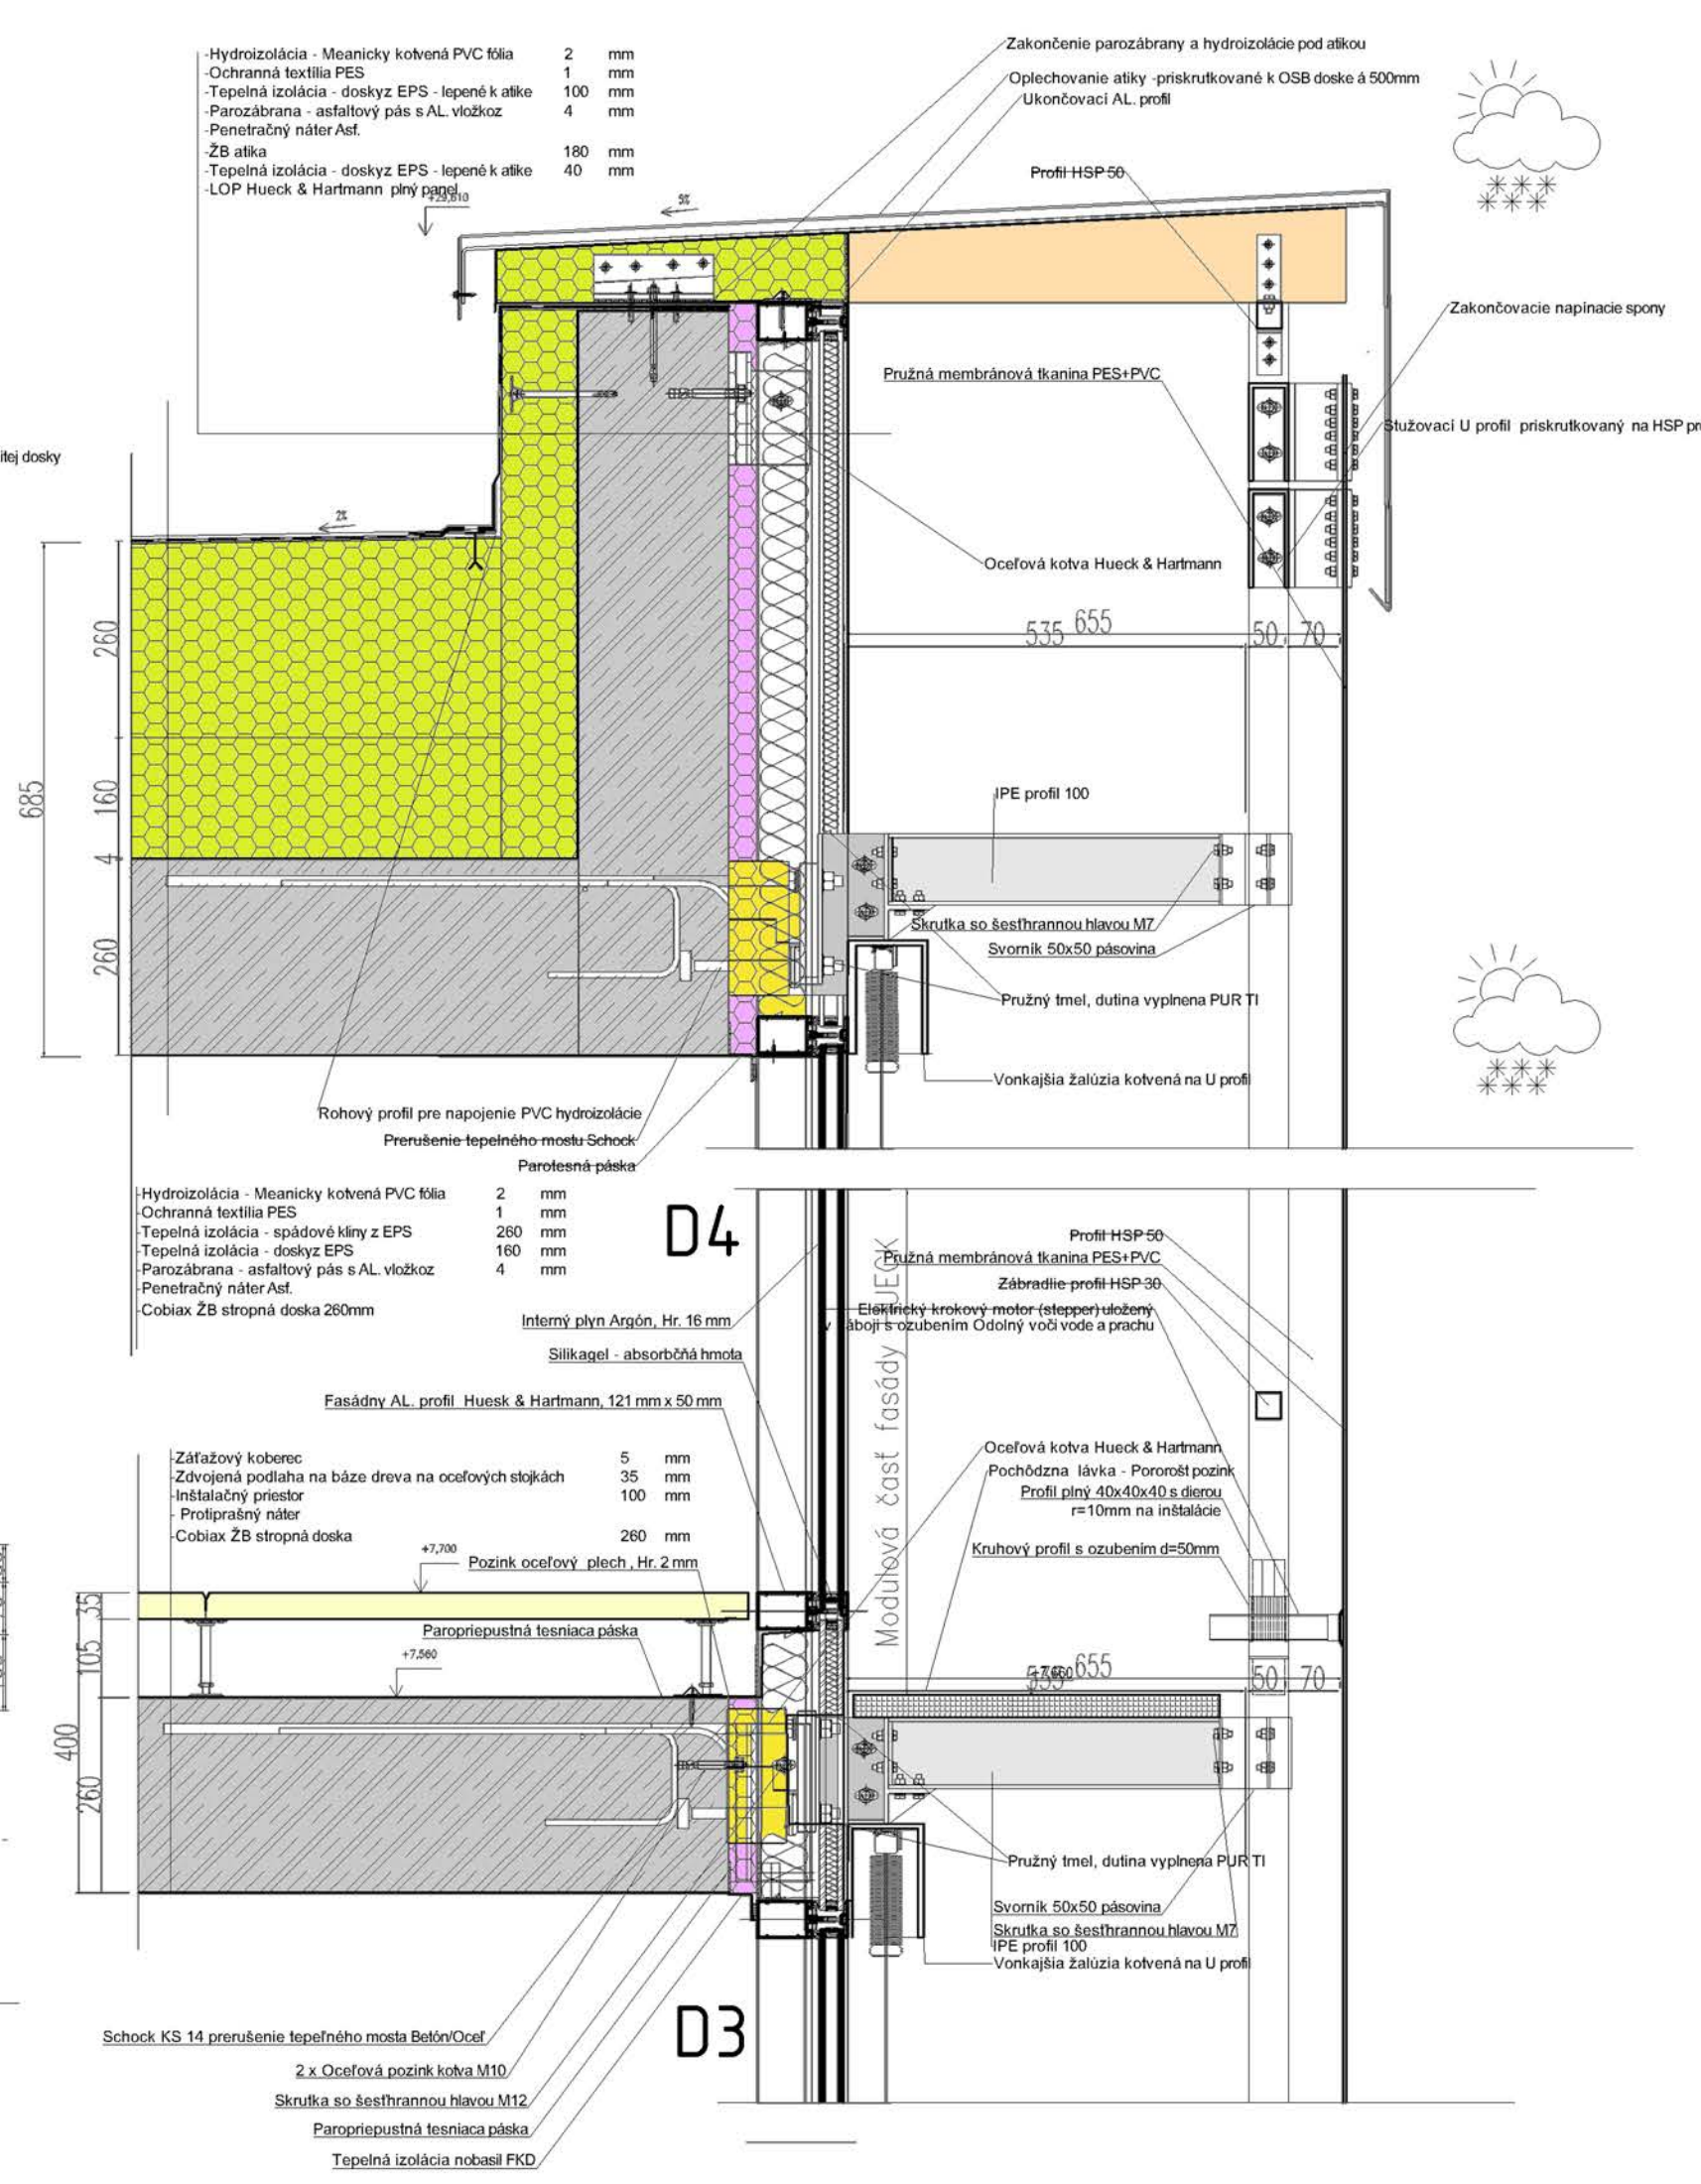 -Hydroizolácia - Meanicky kotvená PVC fólia 2 mm
-Ochranná textília PES 1 mm
-Tepelná izolácia - doskyz EPS - lepené k atike 100 mm
-Parozábrana - asfaltový pás s AL. vložkoz 4 mm
-Penetračný náter Asf.
-ŽB atika 180 mm
-Tepelná izolácia - doskyz EPS - lepené k atike 40 mm
-LOP Hueck & Hartmann plný panel
+29,610
5%
Zakončenie parozábrany a hydroizolácie pod atikou
Oplechovanie atiky -priskrutkované k OSB doske á 500mm
Ukončovací AL. profil
Profil HSP 50
Zakončovacie napínacie spony
Pružná membránová tkanina PES+PVC
Stužovací U profil priskrutkovaný na HSP
itej dosky
2%
Oceľová kotva Hueck & Hartmann
535 655 50 70
260
160
4
260
685
IPE profil 100
Skrutka so šesťhrannou hlavou M7
Svorník 50x50 pásovina
Pružný tmel, dutina vyplnena PUR TI
Vonkajšia žalúzia kotvená na U profil
Rohový profil pre napojenie PVC hydroizolácie
Prerušenie tepelného mostu Schock
Parotesná páska
-Hydroizolácia - Meanicky kotvená PVC fólia 2 mm
-Ochranná textília PES 1 mm
-Tepelná izolácia - spádové kliny z EPS 260 mm
-Tepelná izolácia - doskyz EPS 160 mm
-Parozábrana - asfaltový pás s AL. vložkoz 4 mm
-Penetračný náter Asf.
-Cobiax ŽB stropná doska 260mm
D4
Profil HSP 50
Pružná membránová tkanina PES+PVC
Zábradlie profil HSP 30
Elektrický krokový motor (stepper) uložený
v náboji s ozubením Odolný voči vode a prachu
Interný plyn Argón, Hr. 16 mm
Silikagel - absorbčňá hmota
Fasádny AL. profil Huesk & Hartmann, 121 mm x 50 mm
Modulová časť fasády HUECK
-Záťažový koberec 5 mm
-Zdvojená podlaha na báze dreva na oceľových stojkách 35 mm
-Inštalačný priestor 100 mm
- Protiprašný náter
-Cobiax ŽB stropná doska 260 mm
Oceľová kotva Hueck & Hartmann
Pochôdzna lávka - Pororošt pozink
Profil plný 40x40x40 s dierou
r=10mm na inštalácie
Kruhový profil s ozubením d=50mm
+7,700
Pozink oceľový plech , Hr. 2 mm
Paropriepustná tesniaca páska
+7,560
535 +7,660 655 50 70
35
105
260
400
Pružný tmel, dutina vyplnena PUR TI
Svorník 50x50 pásovina
Skrutka so šesťhrannou hlavou M7
IPE profil 100
Vonkajšia žalúzia kotvená na U profil
D3
Schock KS 14 prerušenie tepeľného mosta Betón/Oceľ
2 x Oceľová pozink kotva M10
Skrutka so šesťhrannou hlavou M12
Paropriepustná tesniaca páska
Tepelná izolácia nobasil FKD